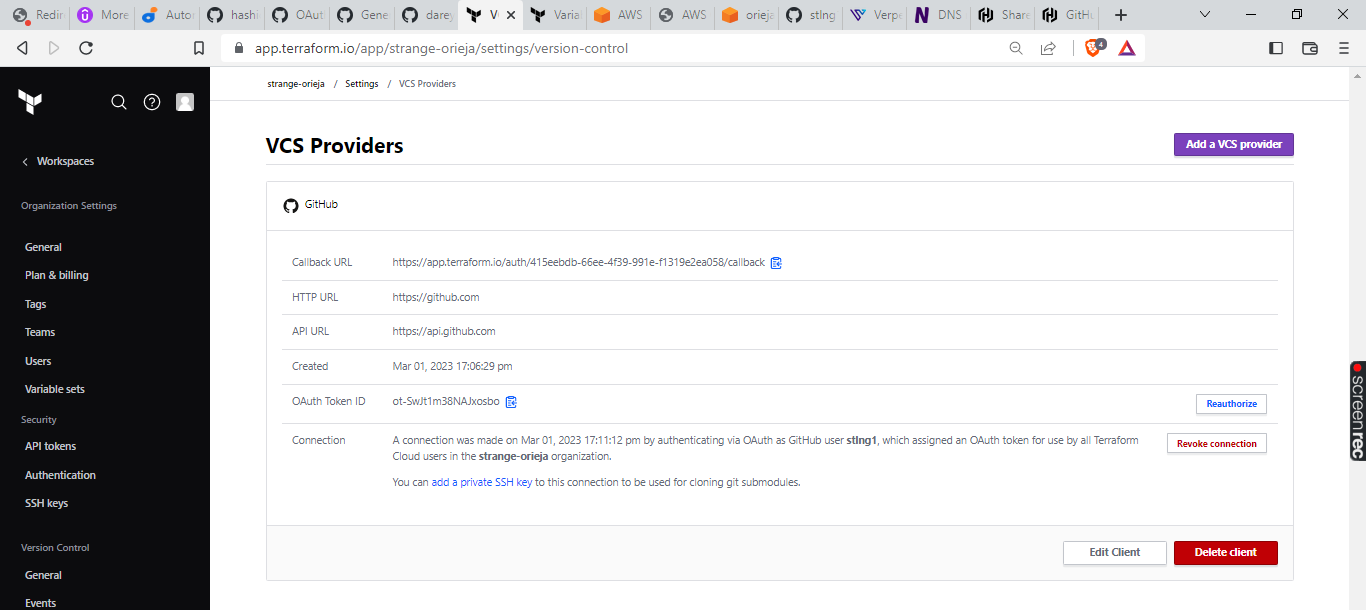 Redir
More
Auto
hashi
OAut
Gene
darey
V
Varia
AWS
AWS
orieja
stlng
Verpe
DNS
Share
GitHu
app.terraform.io/app/strange-orieja/settings/version-control
4
strange-orieja / Settings / VCS Providers
Workspaces
Organization Settings
General
Plan & billing
Tags
Teams
Users
Variable sets
Security
API tokens
Authentication
SSH keys
Version Control
General
Events
VCS Providers
Add a VCS provider
GitHub
Callback URL https://app.terraform.io/auth/415eebdb-66ee-4f39-991e-f1319e2ea058/callback
HTTP URL https://github.com
API URL https://api.github.com
Created Mar 01, 2023 17:06:29 pm
OAuth Token ID ot-SwJt1m38NAJxosbo Reauthorize
Connection A connection was made on Mar 01, 2023 17:11:12 pm by authenticating via OAuth as GitHub user stlng1, which assigned an OAuth token for use by all Terraform Revoke connection
Cloud users in the strange-orieja organization.
You can add a private SSH key to this connection to be used for cloning git submodules.
Edit Client Delete client
screenrec